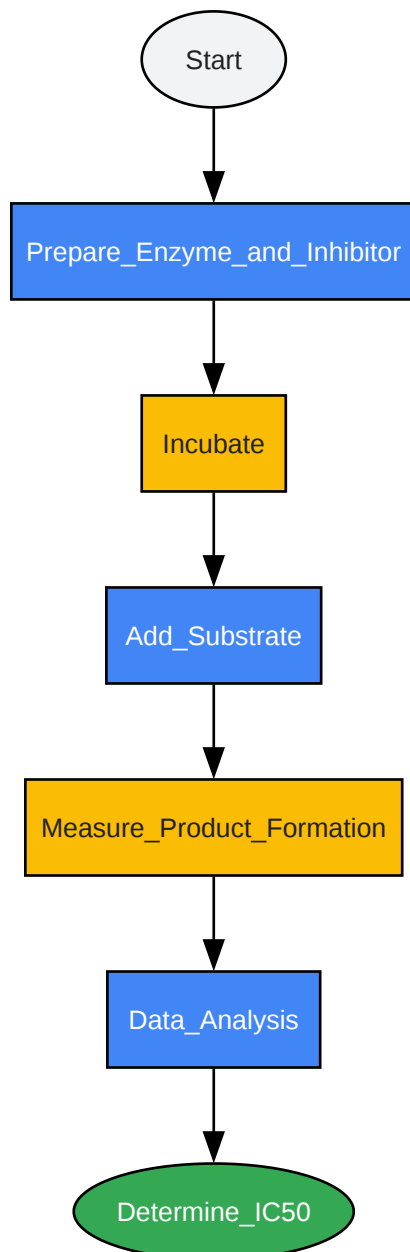 Start
Prepare_Enzyme_and_Inhibitor
Incubate
Add_Substrate
Measure_Product_Formation
Data_Analysis
Determine_IC50